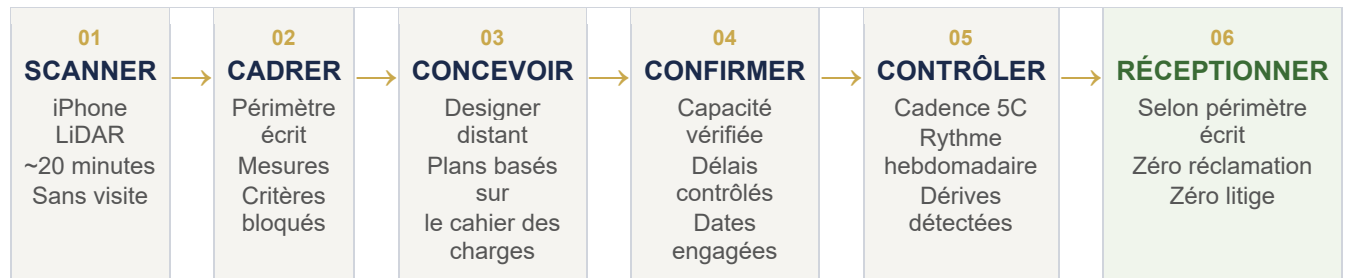 01
SCANNER
iPhone
LiDAR
~20 minutes
Sans visite
→
02
CADRER
Périmètre
écrit
Mesures
Critères
bloqués
→
03
CONCEVOIR
Designer
distant
Plans basés
sur
le cahier des
charges
→
04
CONFIRMER
Capacité
vérifiée
Délais
contrôlés
Dates
engagées
→
05
CONTRÔLER
Cadence 5C
Rythme
hebdomadaire
Dérives
détectées
→
06
RÉCEPTIONNER
Selon périmètre
écrit
Zéro réclamation
Zéro litige